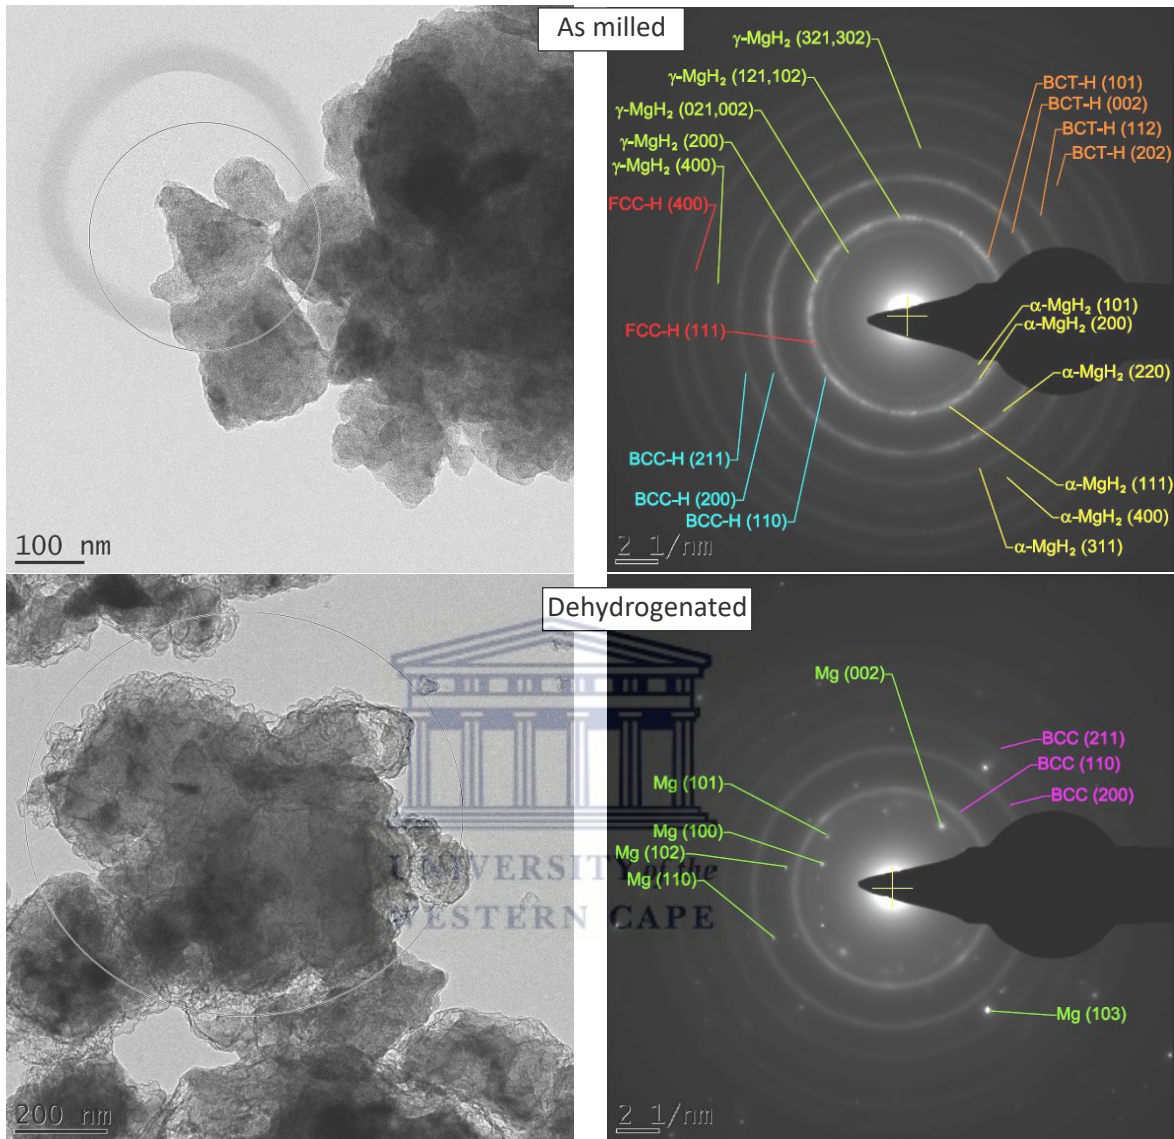 As milled
γ-MgH₂ (321,302)
γ-MgH₂ (121,102)
γ-MgH₂ (021,002)
γ-MgH₂ (200)
γ-MgH₂ (400)
FCC-H (400)
FCC-H (111)
BCC-H (211)
BCC-H (200)
BCC-H (110)
BCT-H (101)
BCT-H (002)
BCT-H (112)
BCT-H (202)
α-MgH₂ (101)
α-MgH₂ (200)
α-MgH₂ (220)
α-MgH₂ (111)
α-MgH₂ (400)
α-MgH₂ (311)
100 nm
2 1/nm
Dehydrogenated
Mg (002)
Mg (101)
Mg (100)
Mg (102)
Mg (110)
BCC (211)
BCC (110)
BCC (200)
Mg (103)
UNIVERSITY of the
WESTERN CAPE
200 nm
2 1/nm